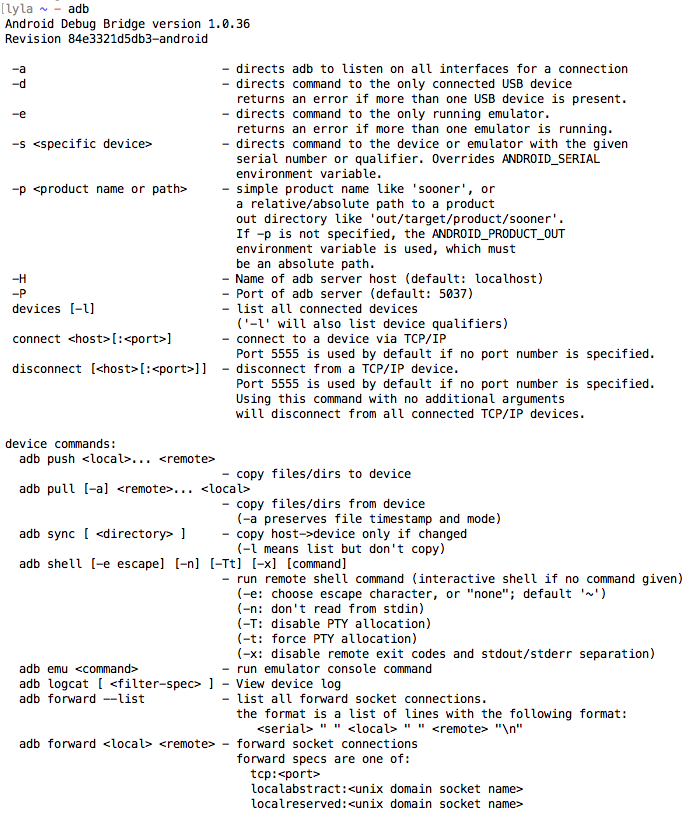 [lyla ~ - adb
Android Debug Bridge version 1.0.36
Revision 84e3321d5db3-android

 -a                            - directs adb to listen on all interfaces for a connection
 -d                            - directs command to the only connected USB device
                                 returns an error if more than one USB device is present.
 -e                            - directs command to the only running emulator.
                                 returns an error if more than one emulator is running.
 -s <specific device>          - directs command to the device or emulator with the given
                                 serial number or qualifier. Overrides ANDROID_SERIAL
                                 environment variable.
 -p <product name or path>     - simple product name like 'sooner', or
                                 a relative/absolute path to a product
                                 out directory like 'out/target/product/sooner'.
                                 If -p is not specified, the ANDROID_PRODUCT_OUT
                                 environment variable is used, which must
                                 be an absolute path.
 -H                            - Name of adb server host (default: localhost)
 -P                            - Port of adb server (default: 5037)
 devices [-l]                  - list all connected devices
                                 ('-l' will also list device qualifiers)
 connect <host>[:<port>]       - connect to a device via TCP/IP
                                 Port 5555 is used by default if no port number is specified.
 disconnect [<host>[:<port>]]  - disconnect from a TCP/IP device.
                                 Port 5555 is used by default if no port number is specified.
                                 Using this command with no additional arguments
                                 will disconnect from all connected TCP/IP devices.

device commands:
  adb push <local>... <remote>
                               - copy files/dirs to device
  adb pull [-a] <remote>... <local>
                               - copy files/dirs from device
                                 (-a preserves file timestamp and mode)
  adb sync [ <directory> ]     - copy host->device only if changed
                                 (-l means list but don't copy)
  adb shell [-e escape] [-n] [-Tt] [-x] [command]
                               - run remote shell command (interactive shell if no command given)
                                 (-e: choose escape character, or "none"; default '~')
                                 (-n: don't read from stdin)
                                 (-T: disable PTY allocation)
                                 (-t: force PTY allocation)
                                 (-x: disable remote exit codes and stdout/stderr separation)
  adb emu <command>            - run emulator console command
  adb logcat [ <filter-spec> ] - View device log
  adb forward --list           - list all forward socket connections.
                                 the format is a list of lines with the following format:
                                    <serial> " " <local> " " <remote> "\n"
  adb forward <local> <remote> - forward socket connections
                                 forward specs are one of:
                                   tcp:<port>
                                   localabstract:<unix domain socket name>
                                   localreserved:<unix domain socket name>